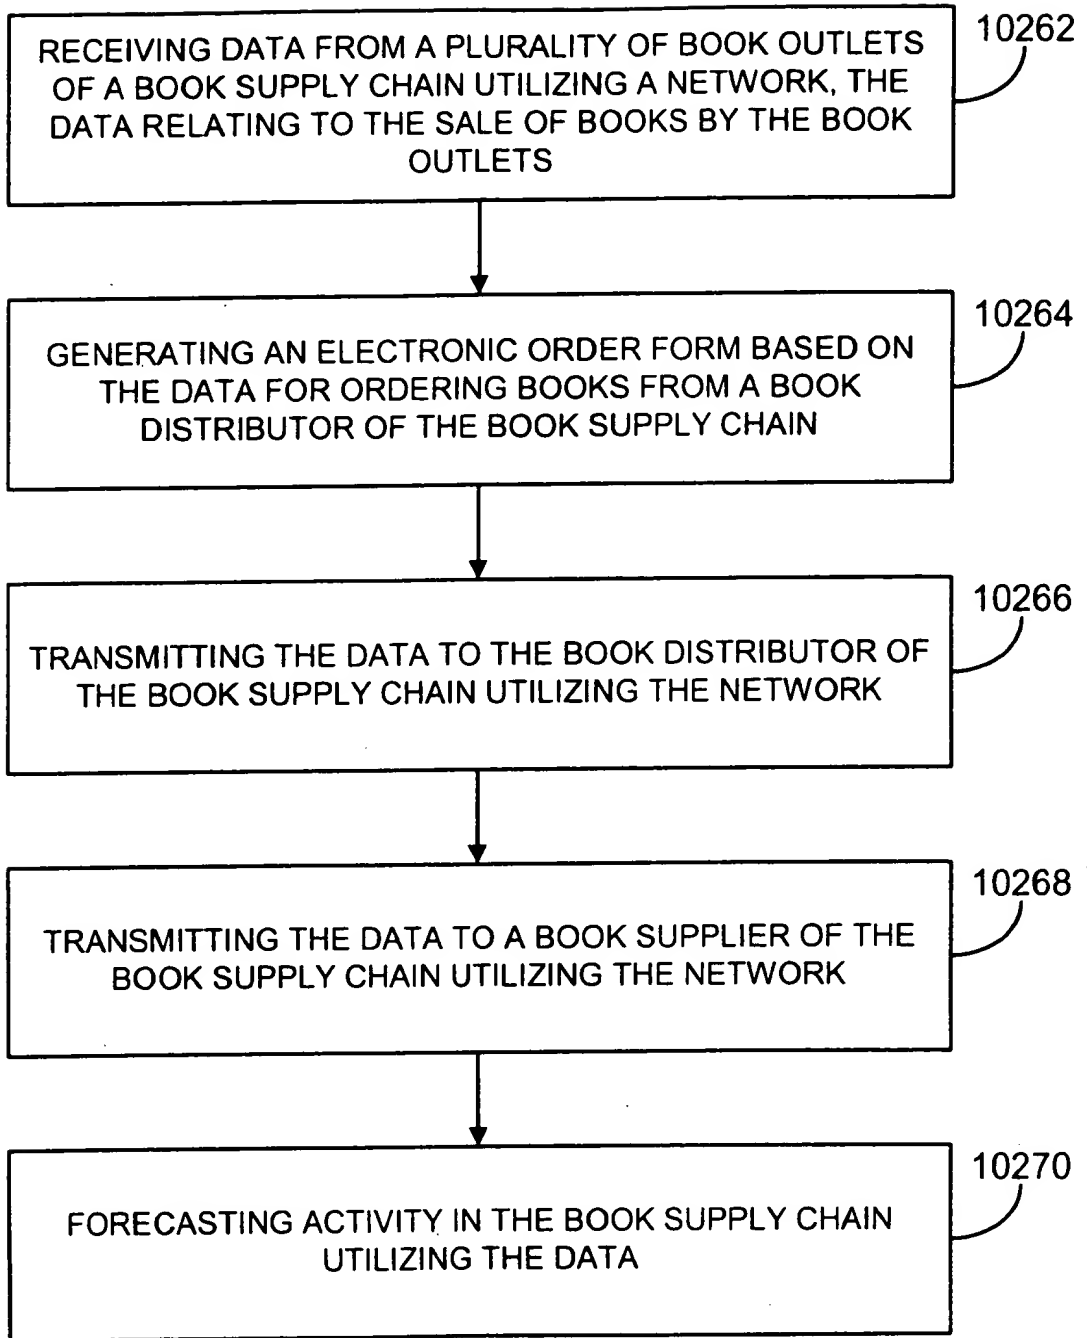 RECEIVING DATA FROM A PLURALITY OF BOOK OUTLETS
OF A BOOK SUPPLY CHAIN UTILIZING A NETWORK, THE
DATA RELATING TO THE SALE OF BOOKS BY THE BOOK
OUTLETS
10262
GENERATING AN ELECTRONIC ORDER FORM BASED ON
THE DATA FOR ORDERING BOOKS FROM A BOOK
DISTRIBUTOR OF THE BOOK SUPPLY CHAIN
10264
TRANSMITTING THE DATA TO THE BOOK DISTRIBUTOR OF
THE BOOK SUPPLY CHAIN UTILIZING THE NETWORK
10266
TRANSMITTING THE DATA TO A BOOK SUPPLIER OF THE
BOOK SUPPLY CHAIN UTILIZING THE NETWORK
10268
FORECASTING ACTIVITY IN THE BOOK SUPPLY CHAIN
UTILIZING THE DATA
10270